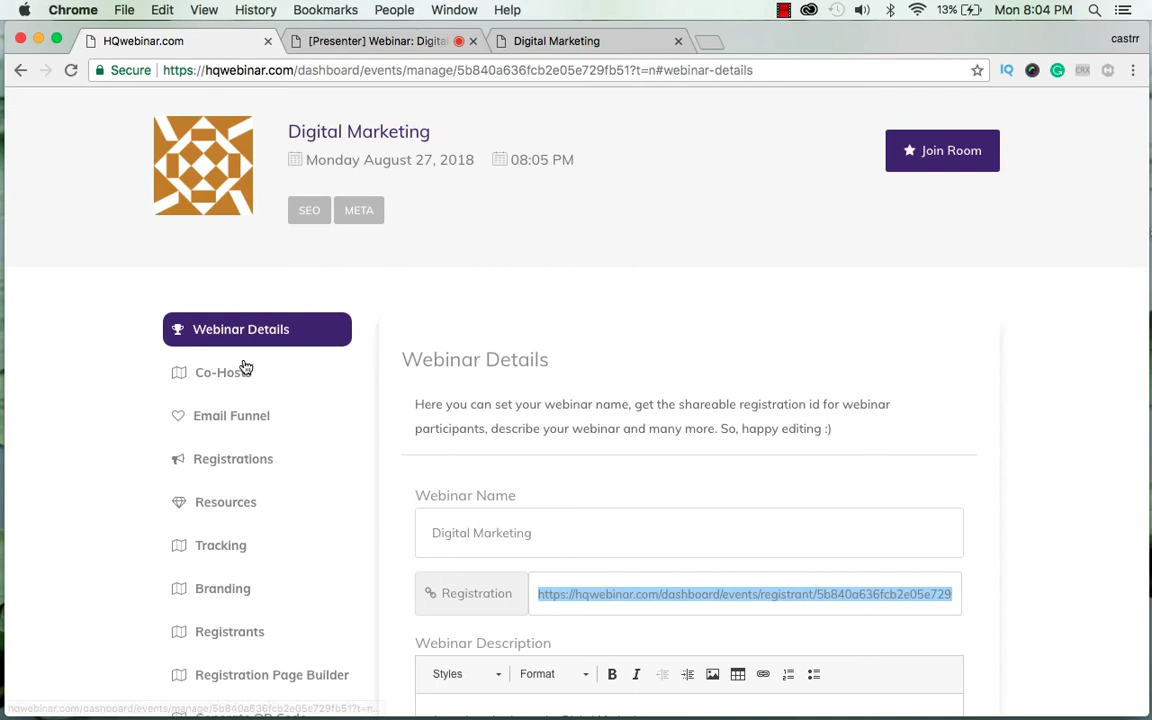 Chrome File Edit View History Bookmarks People Window Help 13% Mon 8:04 PM
HQwebinar.com [Presenter] Webinar: Digital Digital Marketing castrr
Secure https://hqwebinar.com/dashboard/events/manage/5b840a636fcb2e05e729fb51?t=n#webinar-details IQ CRX
Digital Marketing
Monday August 27, 2018 08:05 PM
Join Room
SEO META
Webinar Details
Co-Hosts
Email Funnel
Registrations
Resources
Tracking
Branding
Registrants
Registration Page Builder
Webinar Details
Here you can set your webinar name, get the shareable registration id for webinar
participants, describe your webinar and many more. So, happy editing :)
Webinar Name
Digital Marketing
Registration https://hqwebinar.com/dashboard/events/registrant/5b840a636fcb2e05e729
Webinar Description
Styles Format B I
https://hqwebinar.com/dashboard/events/manage/5b840a636fcb2e05e729fb51?t=n...